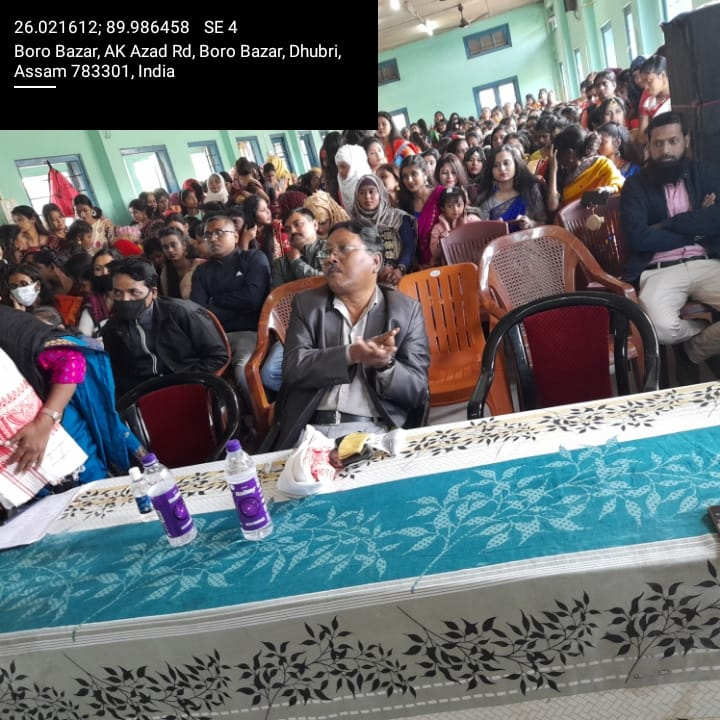 26.021612; 89.986458 SE 4
Boro Bazar, AK Azad Rd, Boro Bazar, Dhubri,
Assam 783301, India